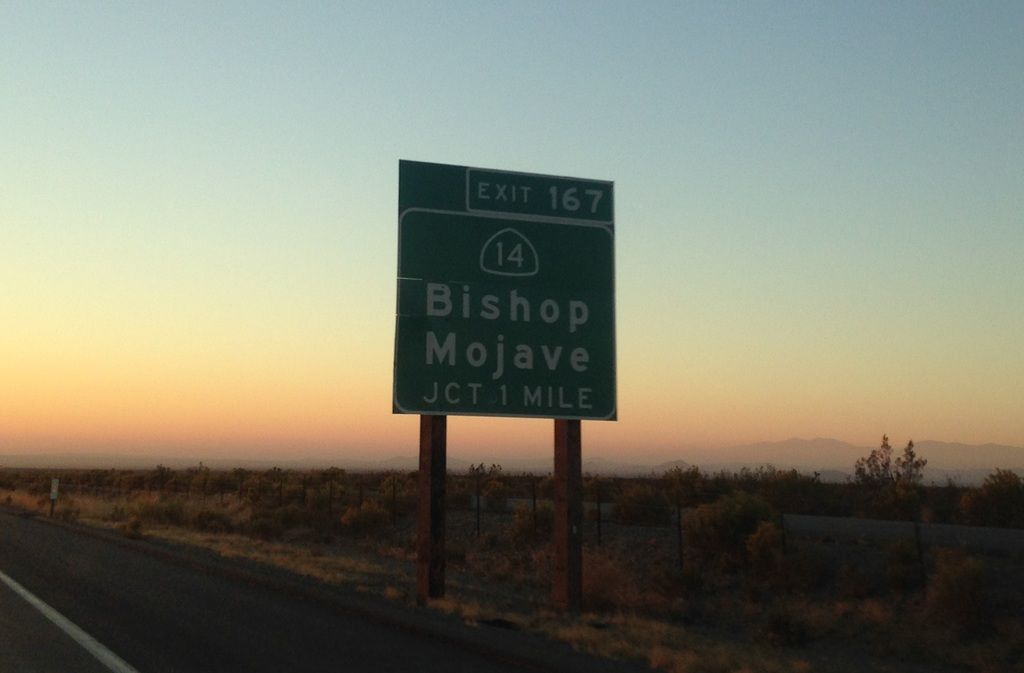 EXIT 167
14
Bishop
Mojave
JCT 1 MILE